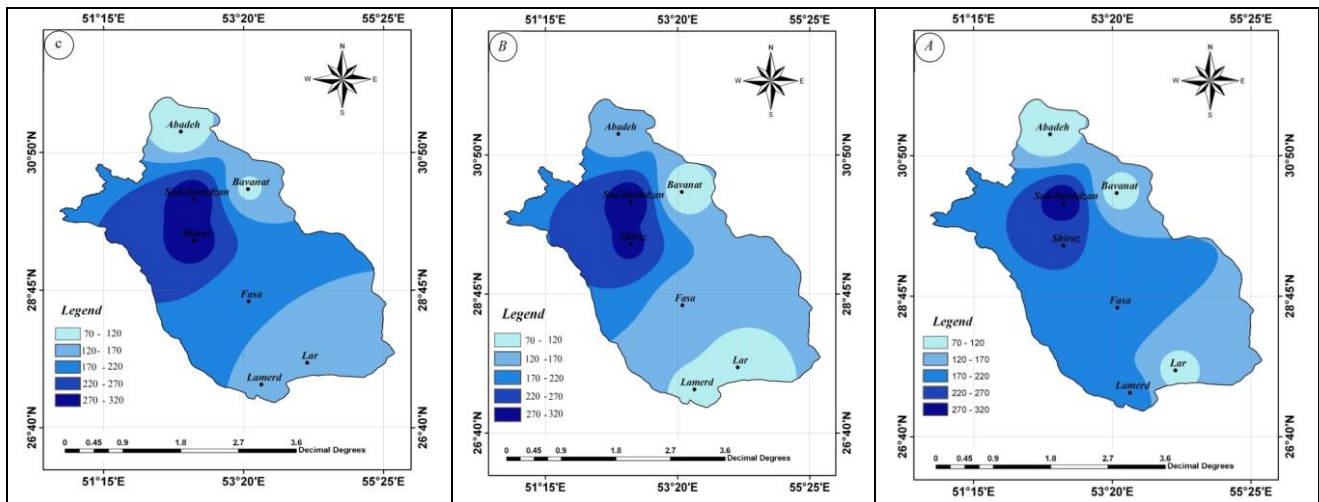 51°15'E 53°20'E 55°25'E
c
N
W E
S
Abadeh
30°50'N 30°50'N
Bavanat
Sad-Dorudzan
Shiraz
28°45'N 28°45'N
Fasa
Legend
70 - 120
120- 170
170 - 220
220 - 270
270 - 320
Lar
Lamerd
26°40'N 26°40'N
0 0.45 0.9 1.8 2.7 3.6
Decimal Degrees
51°15'E 53°20'E 55°25'E
51°15'E 53°20'E 55°25'E
B
N
W E
S
Abadeh
30°50'N 30°50'N
Bavanat
Sad-Dorudzan
Shiraz
28°45'N 28°45'N
Fasa
Legend
70 - 120
120 - 170
170 - 220
220 - 270
270 - 320
Lar
Lamerd
26°40'N 26°40'N
0 0.45 0.9 1.8 2.7 3.6
Decimal Degrees
51°15'E 53°20'E 55°25'E
51°15'E 53°20'E 55°25'E
A
N
W E
S
Abadeh
30°50'N 30°50'N
Bavanat
Sad-Dorudzan
Shiraz
28°45'N 28°45'N
Fasa
Legend
70 - 120
120 - 170
170 - 220
220 - 270
270 - 320
Lar
Lamerd
26°40'N 26°40'N
0 0.45 0.9 1.8 2.7 3.6
Decimal Degrees
51°15'E 53°20'E 55°25'E